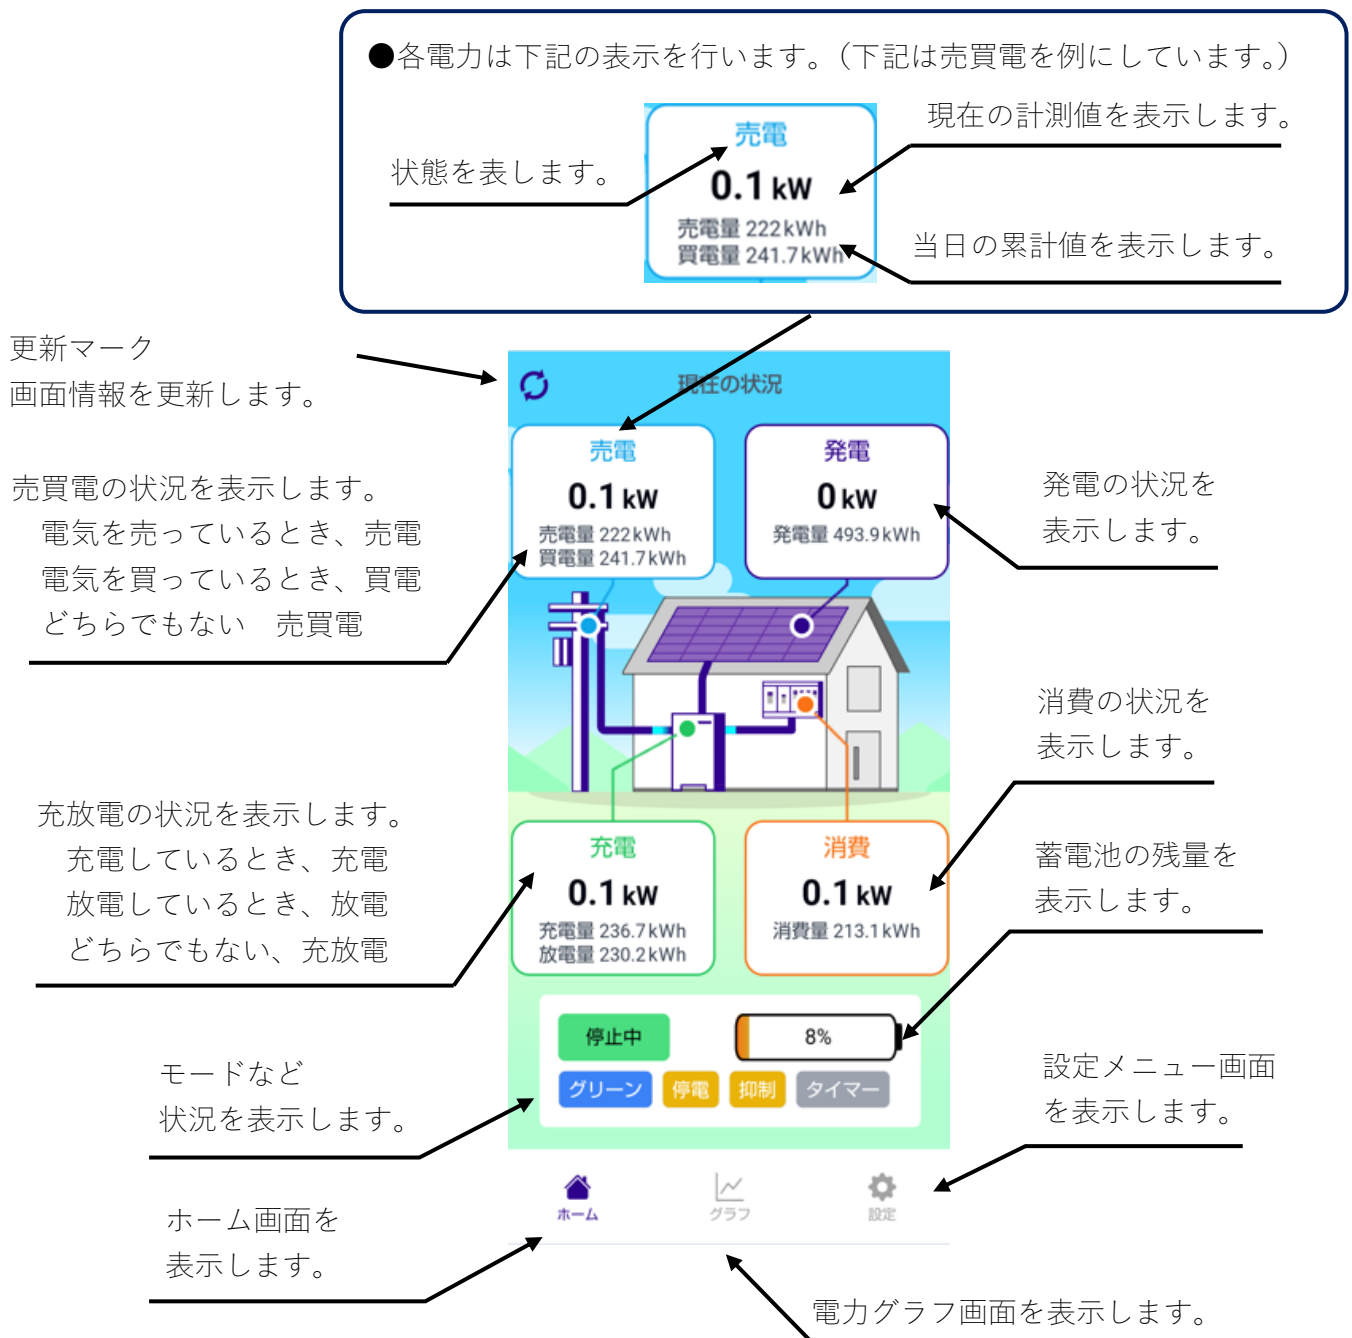 ●各電力は下記の表示を行います。（下記は売買電を例にしています。）
現在の計測値を表示します。
状態を表します。
売電
0.1 kW
売電量 222 kWh
買電量 241.7 kWh
当日の累計値を表示します。
更新マーク
画面情報を更新します。
現在の状況
売買電の状況を表示します。
電気を売っているとき、売電
電気を買っているとき、買電
どちらでもない 売買電
売電
0.1 kW
売電量 222 kWh
買電量 241.7 kWh
発電
0 kW
発電量 493.9 kWh
発電の状況を
表示します。
消費の状況を
表示します。
充放電の状況を表示します。
充電しているとき、充電
放電しているとき、放電
どちらでもない、充放電
充電
0.1 kW
充電量 236.7 kWh
放電量 230.2 kWh
消費
0.1 kW
消費量 213.1 kWh
蓄電池の残量を
表示します。
停止中
8%
グリーン 停電 抑制 タイマー
モードなど
状況を表示します。
設定メニュー画面
を表示します。
ホーム
グラフ
設定
ホーム画面を
表示します。
電力グラフ画面を表示します。